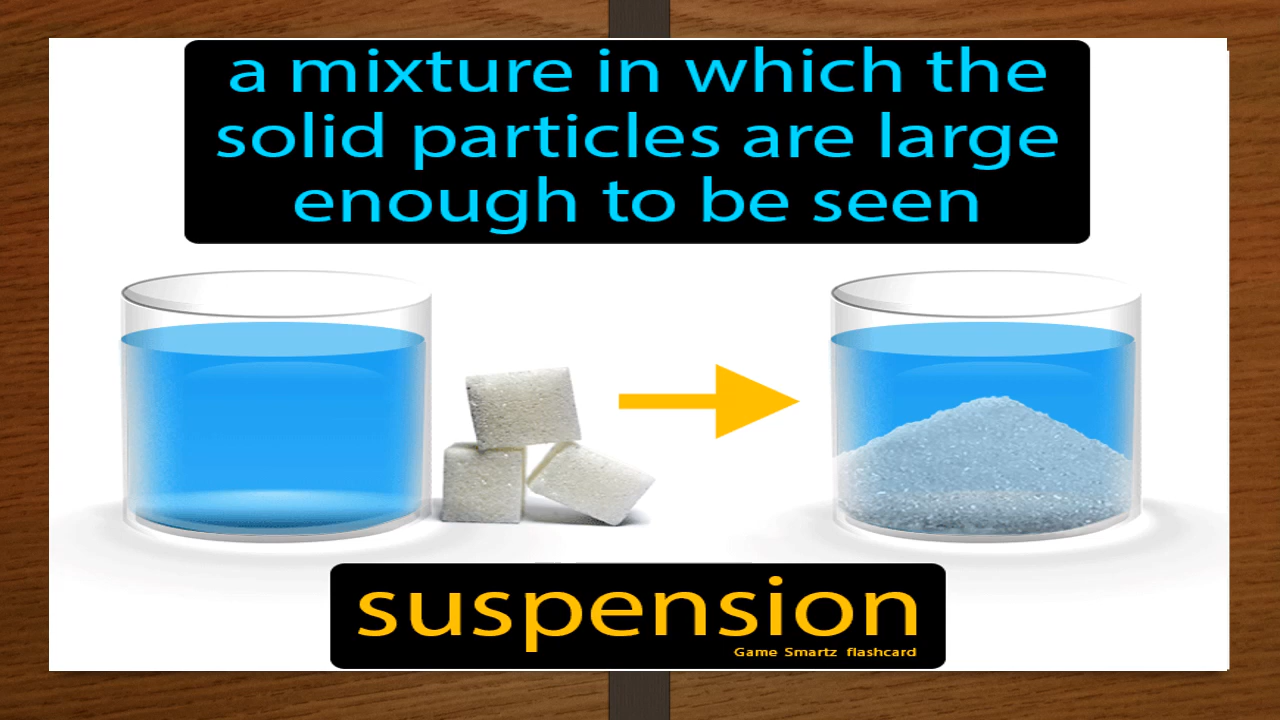 a mixture in which the
solid particles are large
enough to be seen
suspension
Game Smartz flashcard